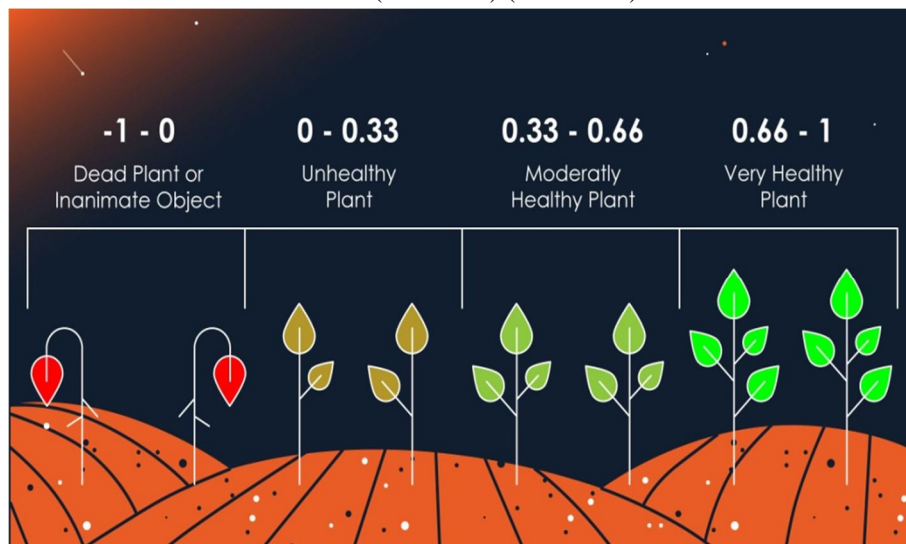 -1 - 0
Dead Plant or
Inanimate Object
0 - 0.33
Unhealthy
Plant
0.33 - 0.66
Moderatly
Healthy Plant
0.66 - 1
Very Healthy
Plant